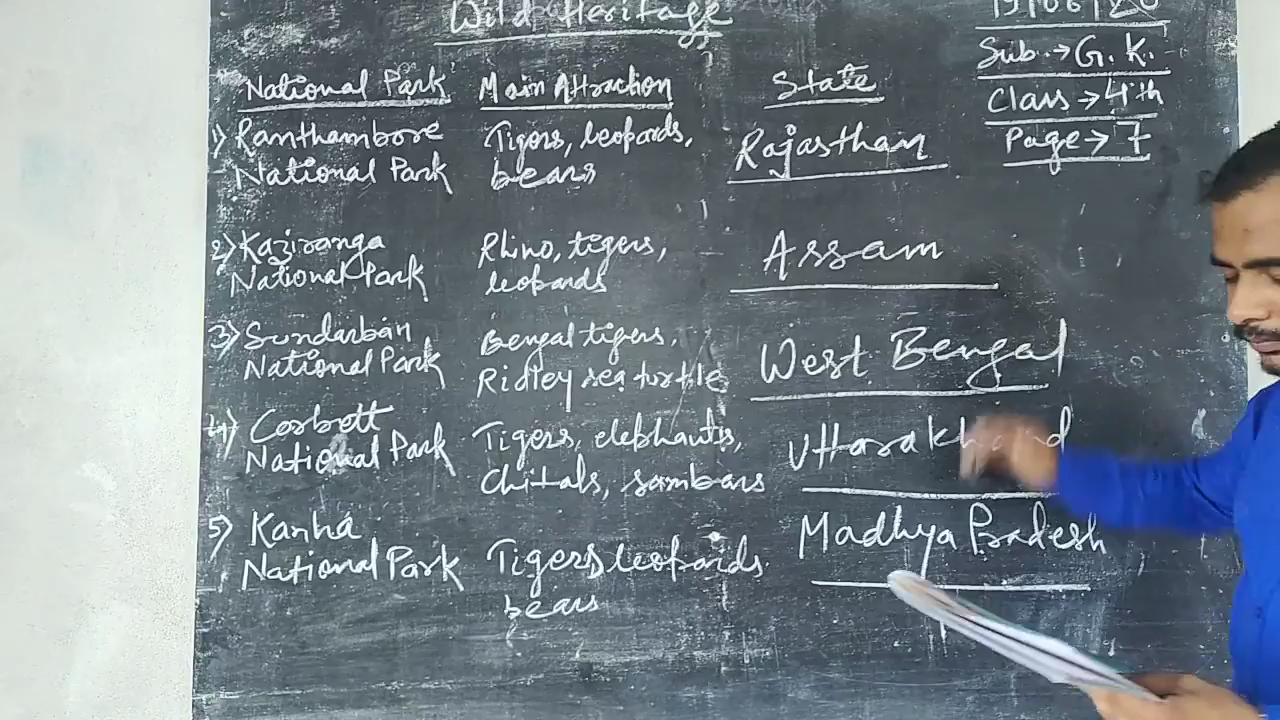 Wild Heritage
19/06/20
Sub. → G. K.
Class → 4th
Page → 7
National Park Main Attraction State
1) Ranthambore Tigers, leopards, Rajasthan
National Park bears
2) Kaziranga Rhino, tigers, Assam
National Park leopards
3) Sundarban Bengal tigers, West Bengal
National Park Ridley sea turtle
4) Corbett Tigers, elephants, Uttarakhand
National Park Chitals, sambars
5) Kanha Madhya Pradesh
National Park Tigers leopards
bears